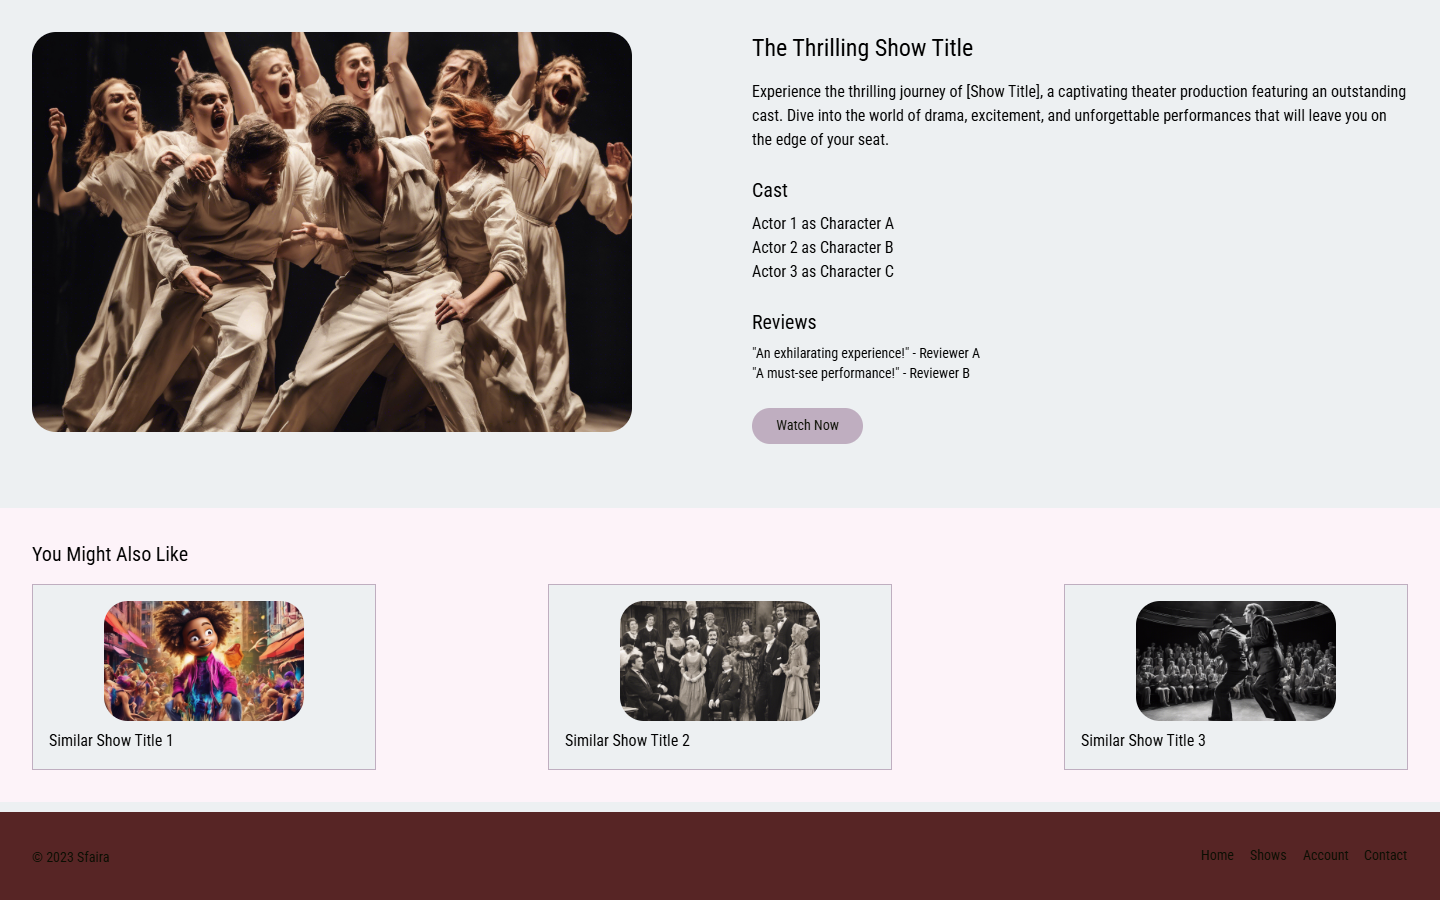 The Thrilling Show Title
Experience the thrilling journey of [Show Title], a captivating theater production featuring an outstanding
cast. Dive into the world of drama, excitement, and unforgettable performances that will leave you on
the edge of your seat.
Cast
Actor 1 as Character A
Actor 2 as Character B
Actor 3 as Character C
Reviews
"An exhilarating experience!" - Reviewer A
"A must-see performance!" - Reviewer B
Watch Now
You Might Also Like
Similar Show Title 1
Similar Show Title 2
Similar Show Title 3
© 2023 Sfaira
Home Shows Account Contact